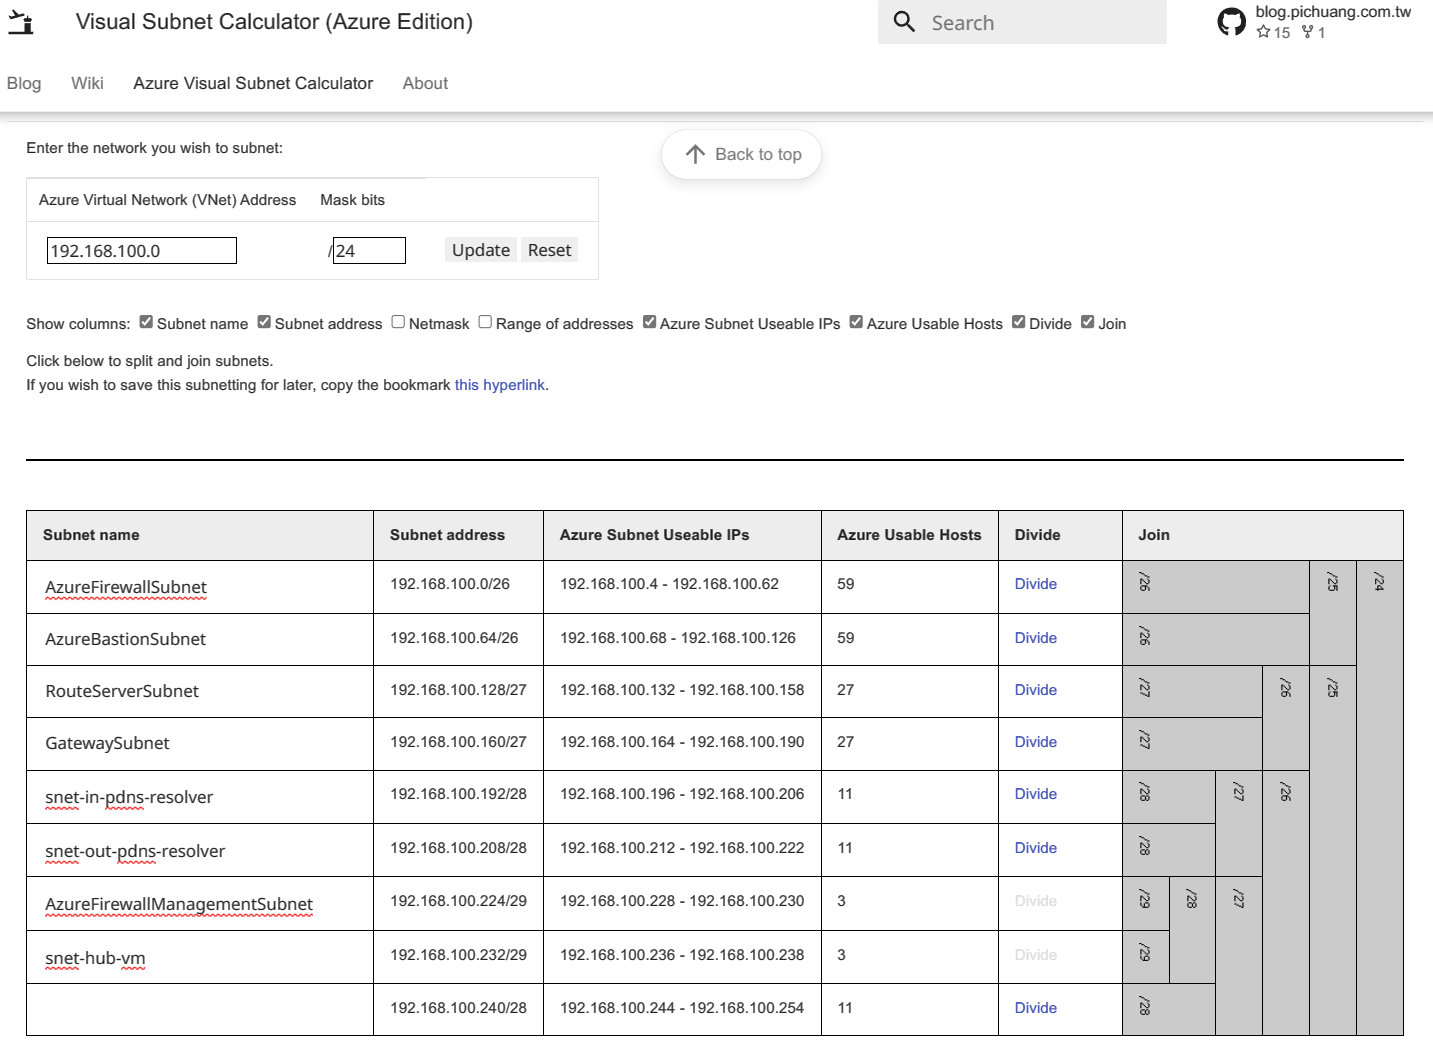 Visual Subnet Calculator (Azure Edition)
Search
blog.pichuang.com.tw
15 1
Blog Wiki Azure Visual Subnet Calculator About
Enter the network you wish to subnet:
Back to top
Azure Virtual Network (VNet) Address Mask bits
192.168.100.0 /24 Update Reset
Show columns: Subnet name Subnet address Netmask Range of addresses Azure Subnet Useable IPs Azure Usable Hosts Divide Join
Click below to split and join subnets.
If you wish to save this subnetting for later, copy the bookmark this hyperlink.
Subnet name Subnet address Azure Subnet Useable IPs Azure Usable Hosts Divide Join
AzureFirewallSubnet 192.168.100.0/26 192.168.100.4 - 192.168.100.62 59 Divide /26 /25 /24
AzureBastionSubnet 192.168.100.64/26 192.168.100.68 - 192.168.100.126 59 Divide /26
RouteServerSubnet 192.168.100.128/27 192.168.100.132 - 192.168.100.158 27 Divide /27 /26 /25
GatewaySubnet 192.168.100.160/27 192.168.100.164 - 192.168.100.190 27 Divide /27
snet-in-pdns-resolver 192.168.100.192/28 192.168.100.196 - 192.168.100.206 11 Divide /28 /27 /26
snet-out-pdns-resolver 192.168.100.208/28 192.168.100.212 - 192.168.100.222 11 Divide /28
AzureFirewallManagementSubnet 192.168.100.224/29 192.168.100.228 - 192.168.100.230 3 Divide /29 /28 /27
snet-hub-vm 192.168.100.232/29 192.168.100.236 - 192.168.100.238 3 Divide /29
192.168.100.240/28 192.168.100.244 - 192.168.100.254 11 Divide /28